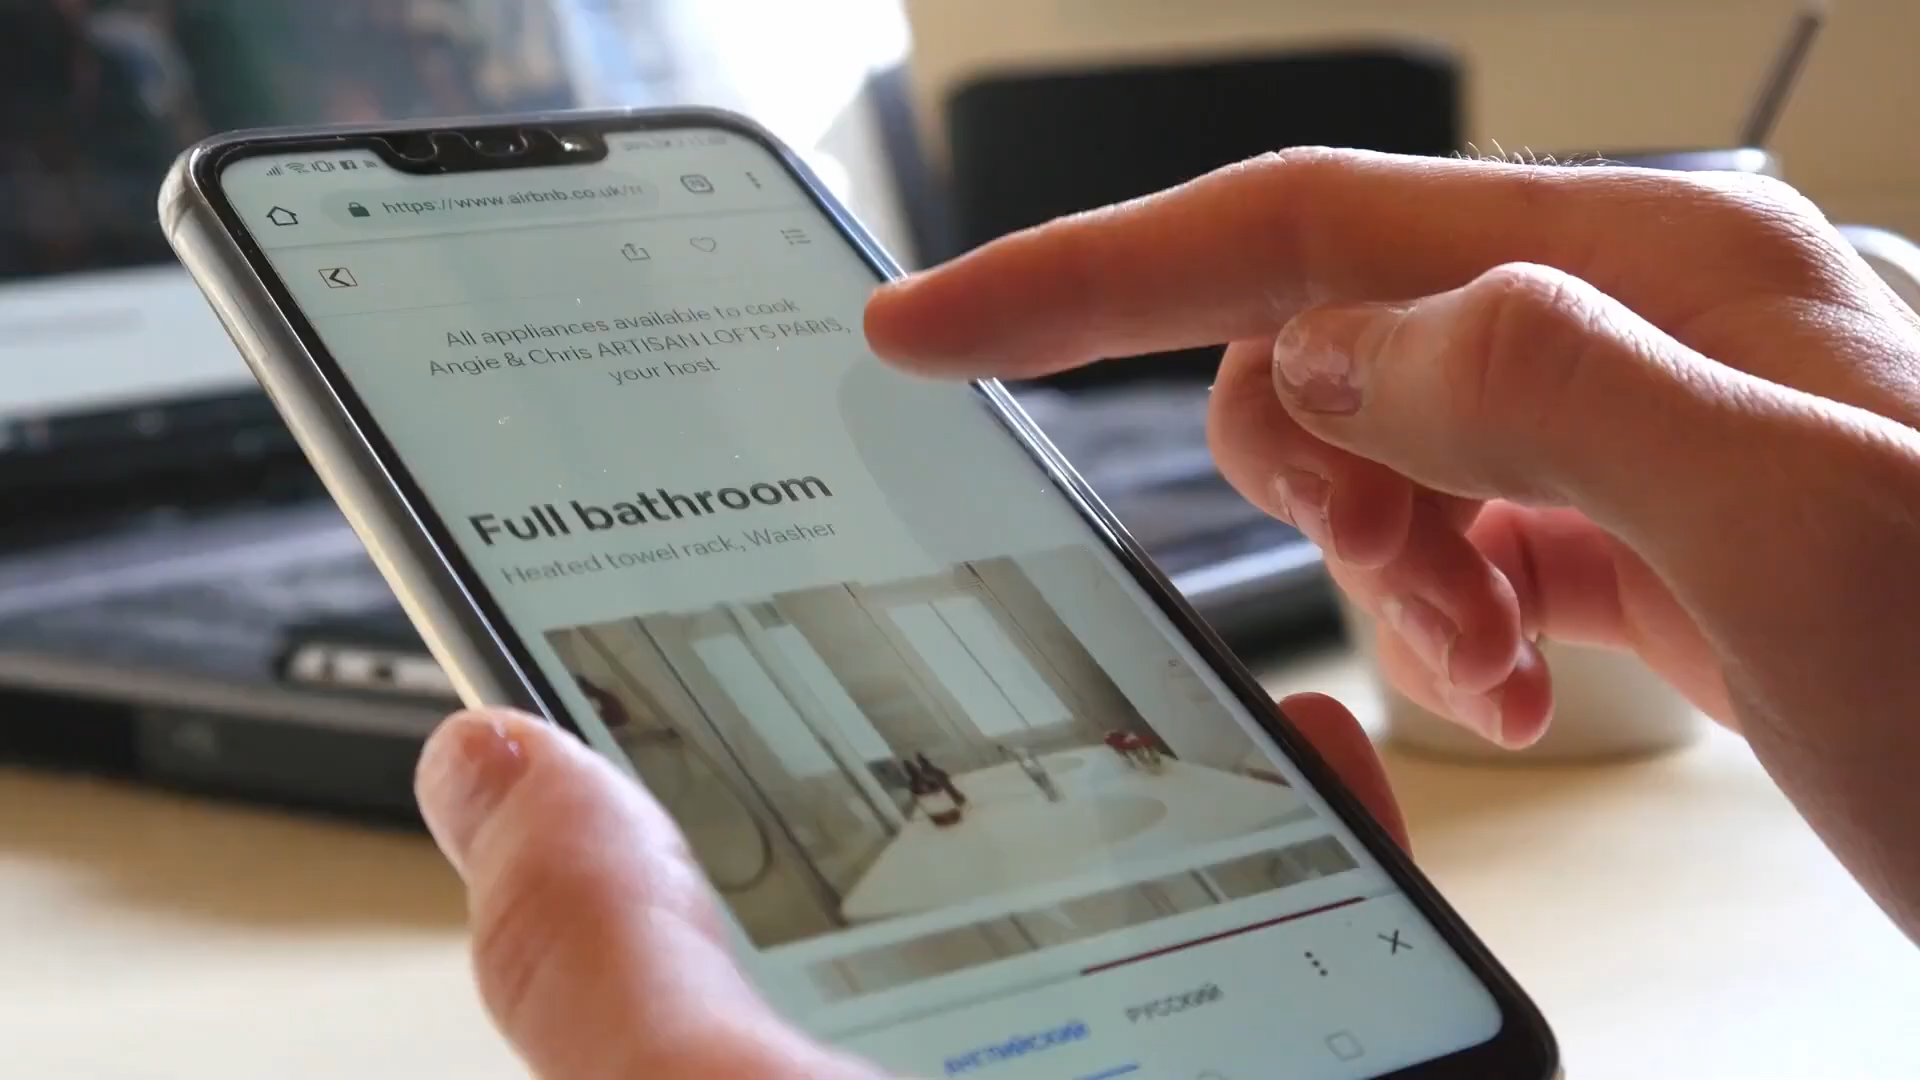 https://www.airbnb.co.uk/r
All appliances available to cook
Angie & Chris ARTISAN LOFTS PARIS,
your host
Full bathroom
Heated towel rack, Washer
АНГЛИЙСКИЙ
РУССКИЙ